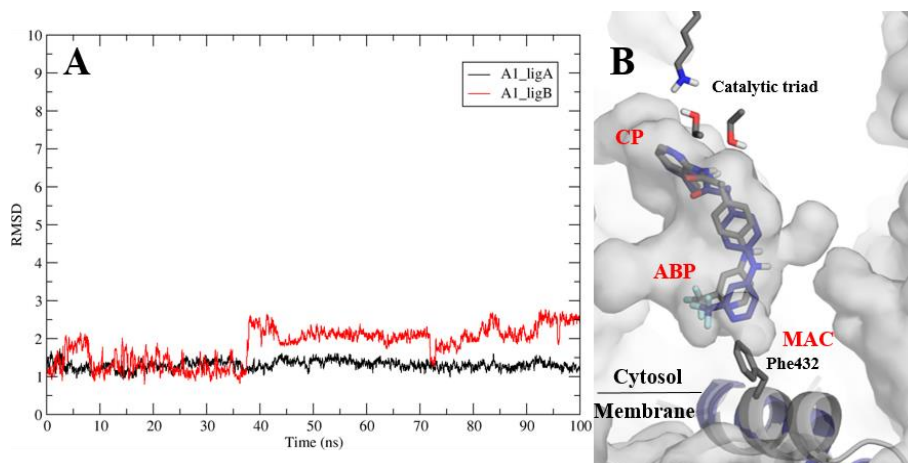 A
A1_ligA
A1_ligB
RMSD
10
9
8
7
6
5
4
3
2
1
0
0 10 20 30 40 50 60 70 80 90 100
Time (ns)
B
Catalytic triad
CP
ABP
MAC
Phe432
Cytosol
Membrane